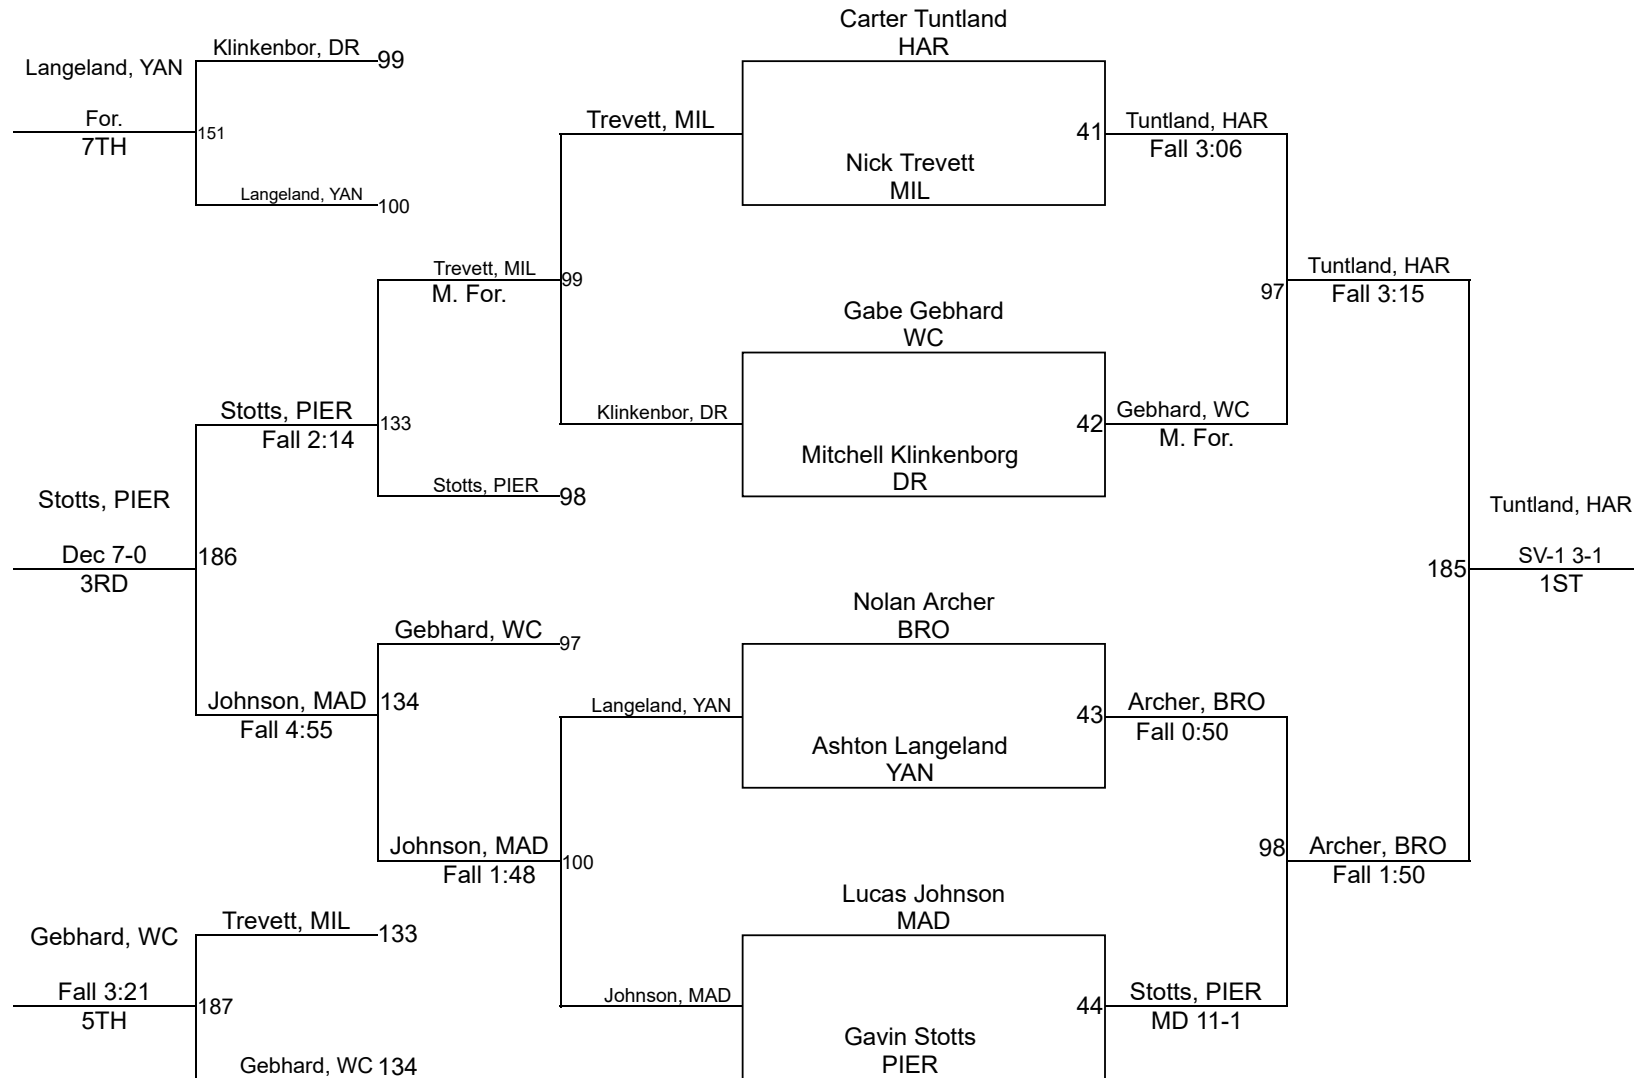 Carter Tuntland
HAR
Klinkenbor, DR
99
Langeland, YAN
For.
7TH
151
Langeland, YAN
100
Trevett, MIL
41
Tuntland, HAR
Fall 3:06
Nick Trevett
MIL
Trevett, MIL
M. For.
99
Tuntland, HAR
Fall 3:15
97
Gabe Gebhard
WC
Klinkenbor, DR
42
Gebhard, WC
M. For.
Mitchell Klinkenborg
DR
Stotts, PIER
Fall 2:14
133
Stotts, PIER
98
Stotts, PIER
Dec 7-0
3RD
186
Tuntland, HAR
SV-1 3-1
1ST
185
Nolan Archer
BRO
Gebhard, WC
97
Johnson, MAD
Fall 4:55
134
Langeland, YAN
43
Archer, BRO
Fall 0:50
Ashton Langeland
YAN
Johnson, MAD
Fall 1:48
100
98
Archer, BRO
Fall 1:50
Lucas Johnson
MAD
Trevett, MIL
133
Gebhard, WC
Fall 3:21
5TH
187
Johnson, MAD
44
Stotts, PIER
MD 11-1
Gavin Stotts
PIER
Gebhard, WC
134